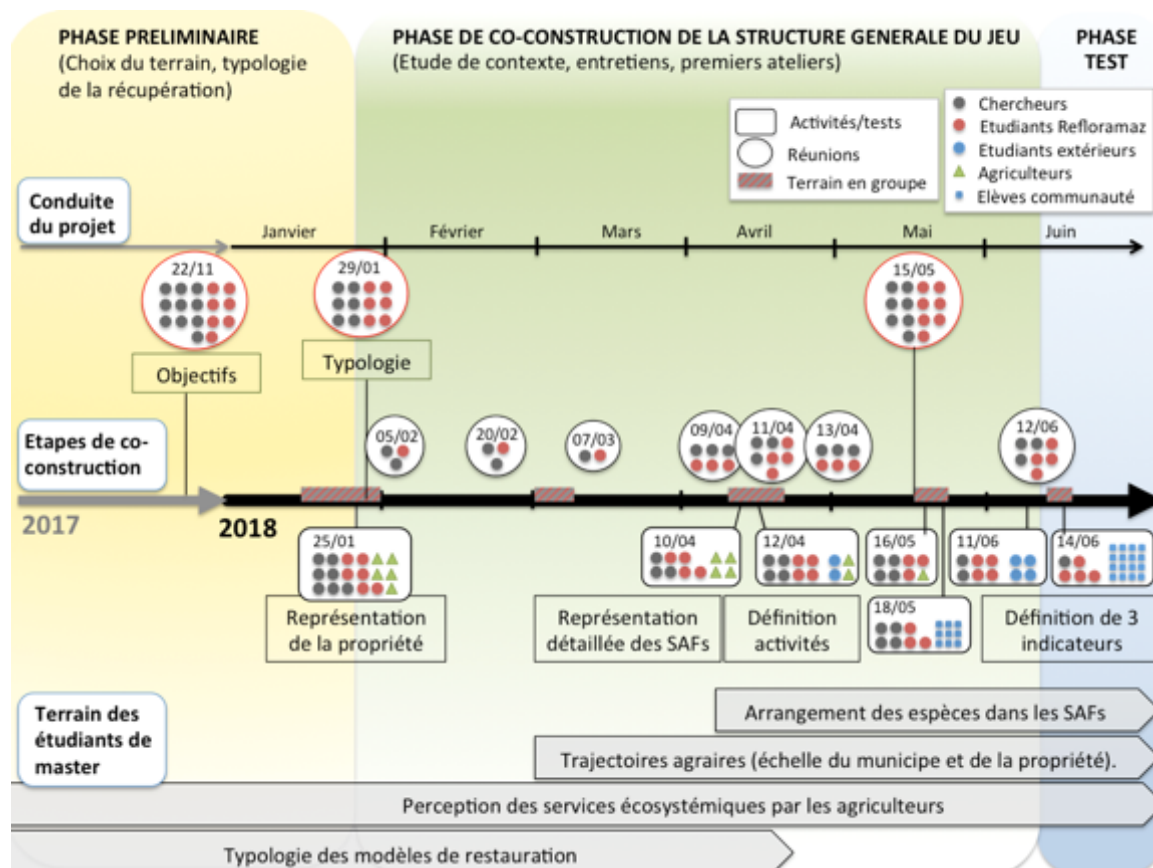 PHASE PRELIMINAIRE
(Choix du terrain, typologie
de la récupération)
PHASE DE CO-CONSTRUCTION DE LA STRUCTURE GENERALE DU JEU
(Etude de contexte, entretiens, premiers ateliers)
PHASE
TEST
Activités/tests
Réunions
Terrain en groupe
Chercheurs
Etudiants Refloramaz
Etudiants extérieurs
Agriculteurs
Elèves communauté
Conduite
du projet
Janvier
Février
Mars
Avril
Mai
Juin
22/11
29/01
15/05
Objectifs
Typologie
Etapes de co-
construction
05/02
20/02
07/03
09/04
11/04
13/04
12/06
2017
2018
25/01
10/04
12/04
16/05
11/06
14/06
18/05
Représentation
de la propriété
Représentation
détaillée des SAFs
Définition
activités
Définition de 3
indicateurs
Terrain des
étudiants de
master
Arrangement des espèces dans les SAFs
Trajectoires agraires (échelle du municipe et de la propriété).
Perception des services écosystémiques par les agriculteurs
Typologie des modèles de restauration